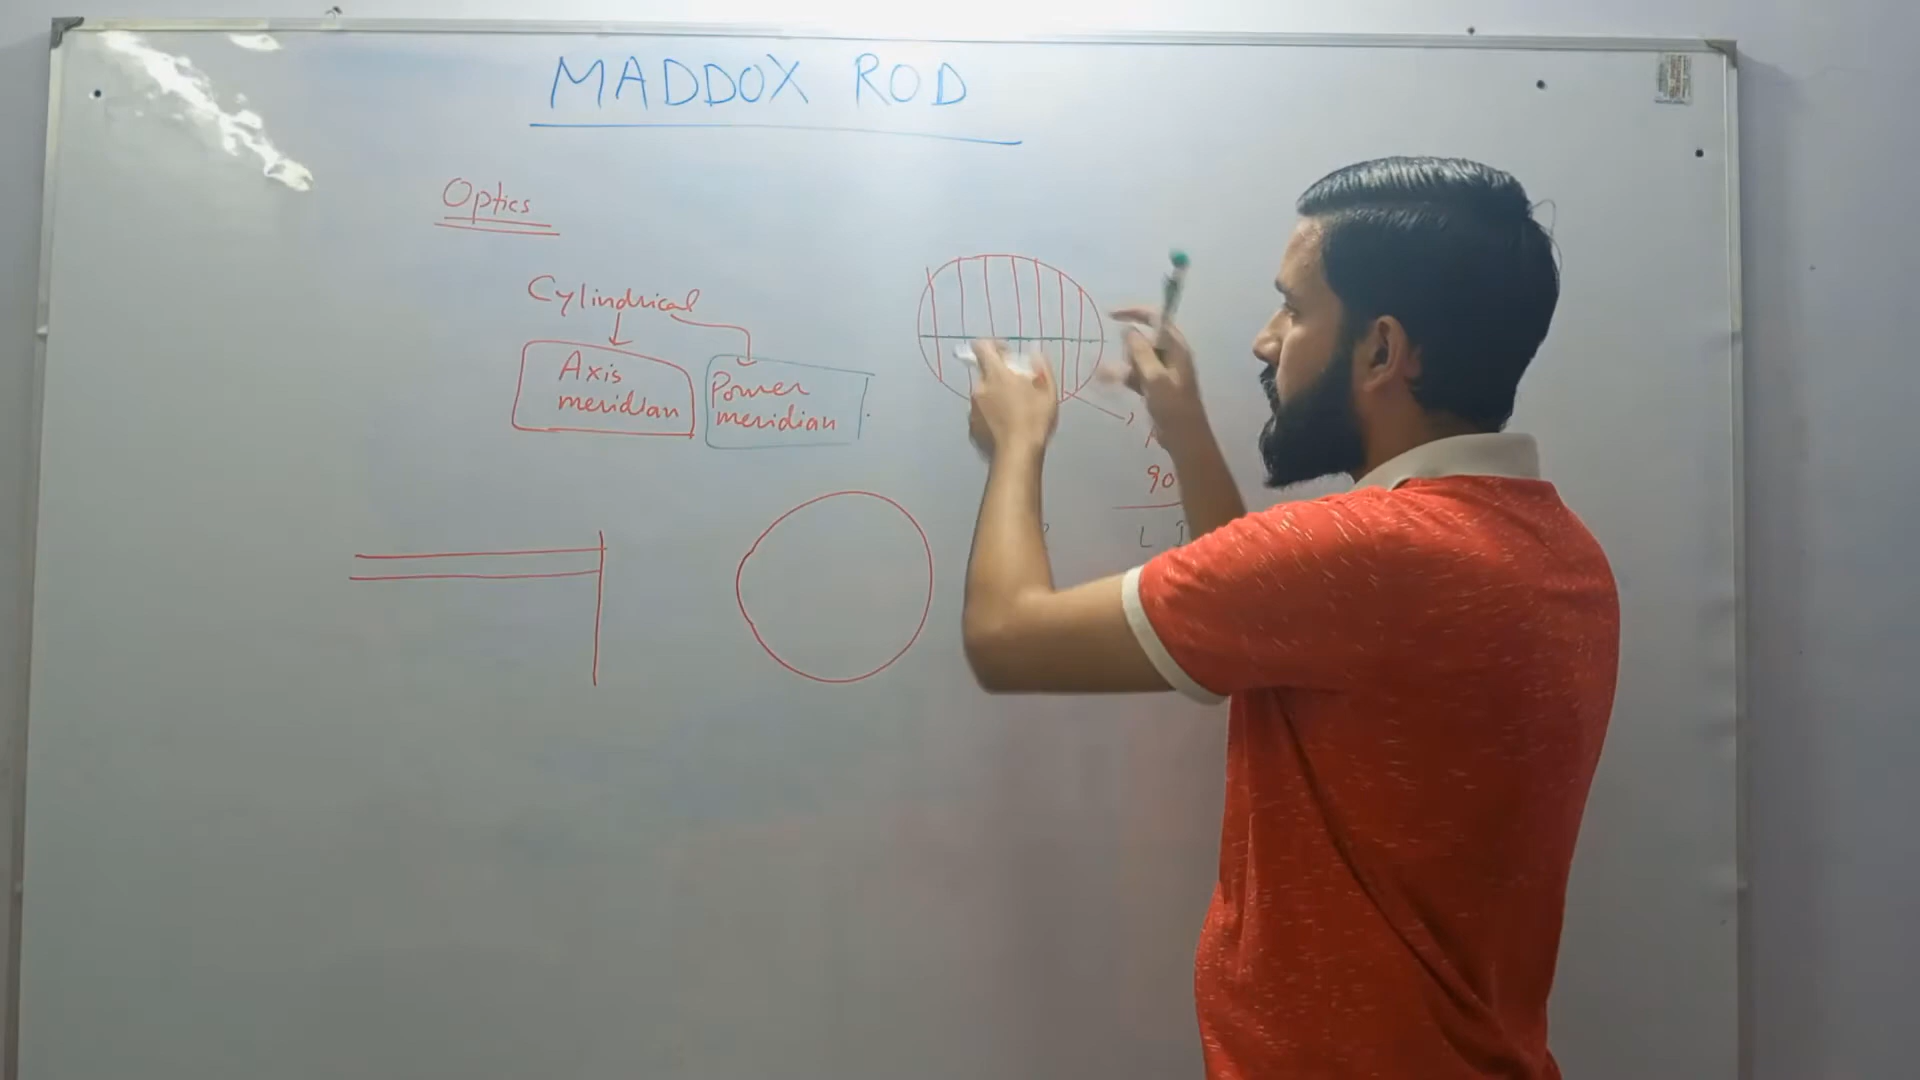 MADDOX ROD
Optics
Cylindrical
Axis
meridian
Power
meridian
90
L